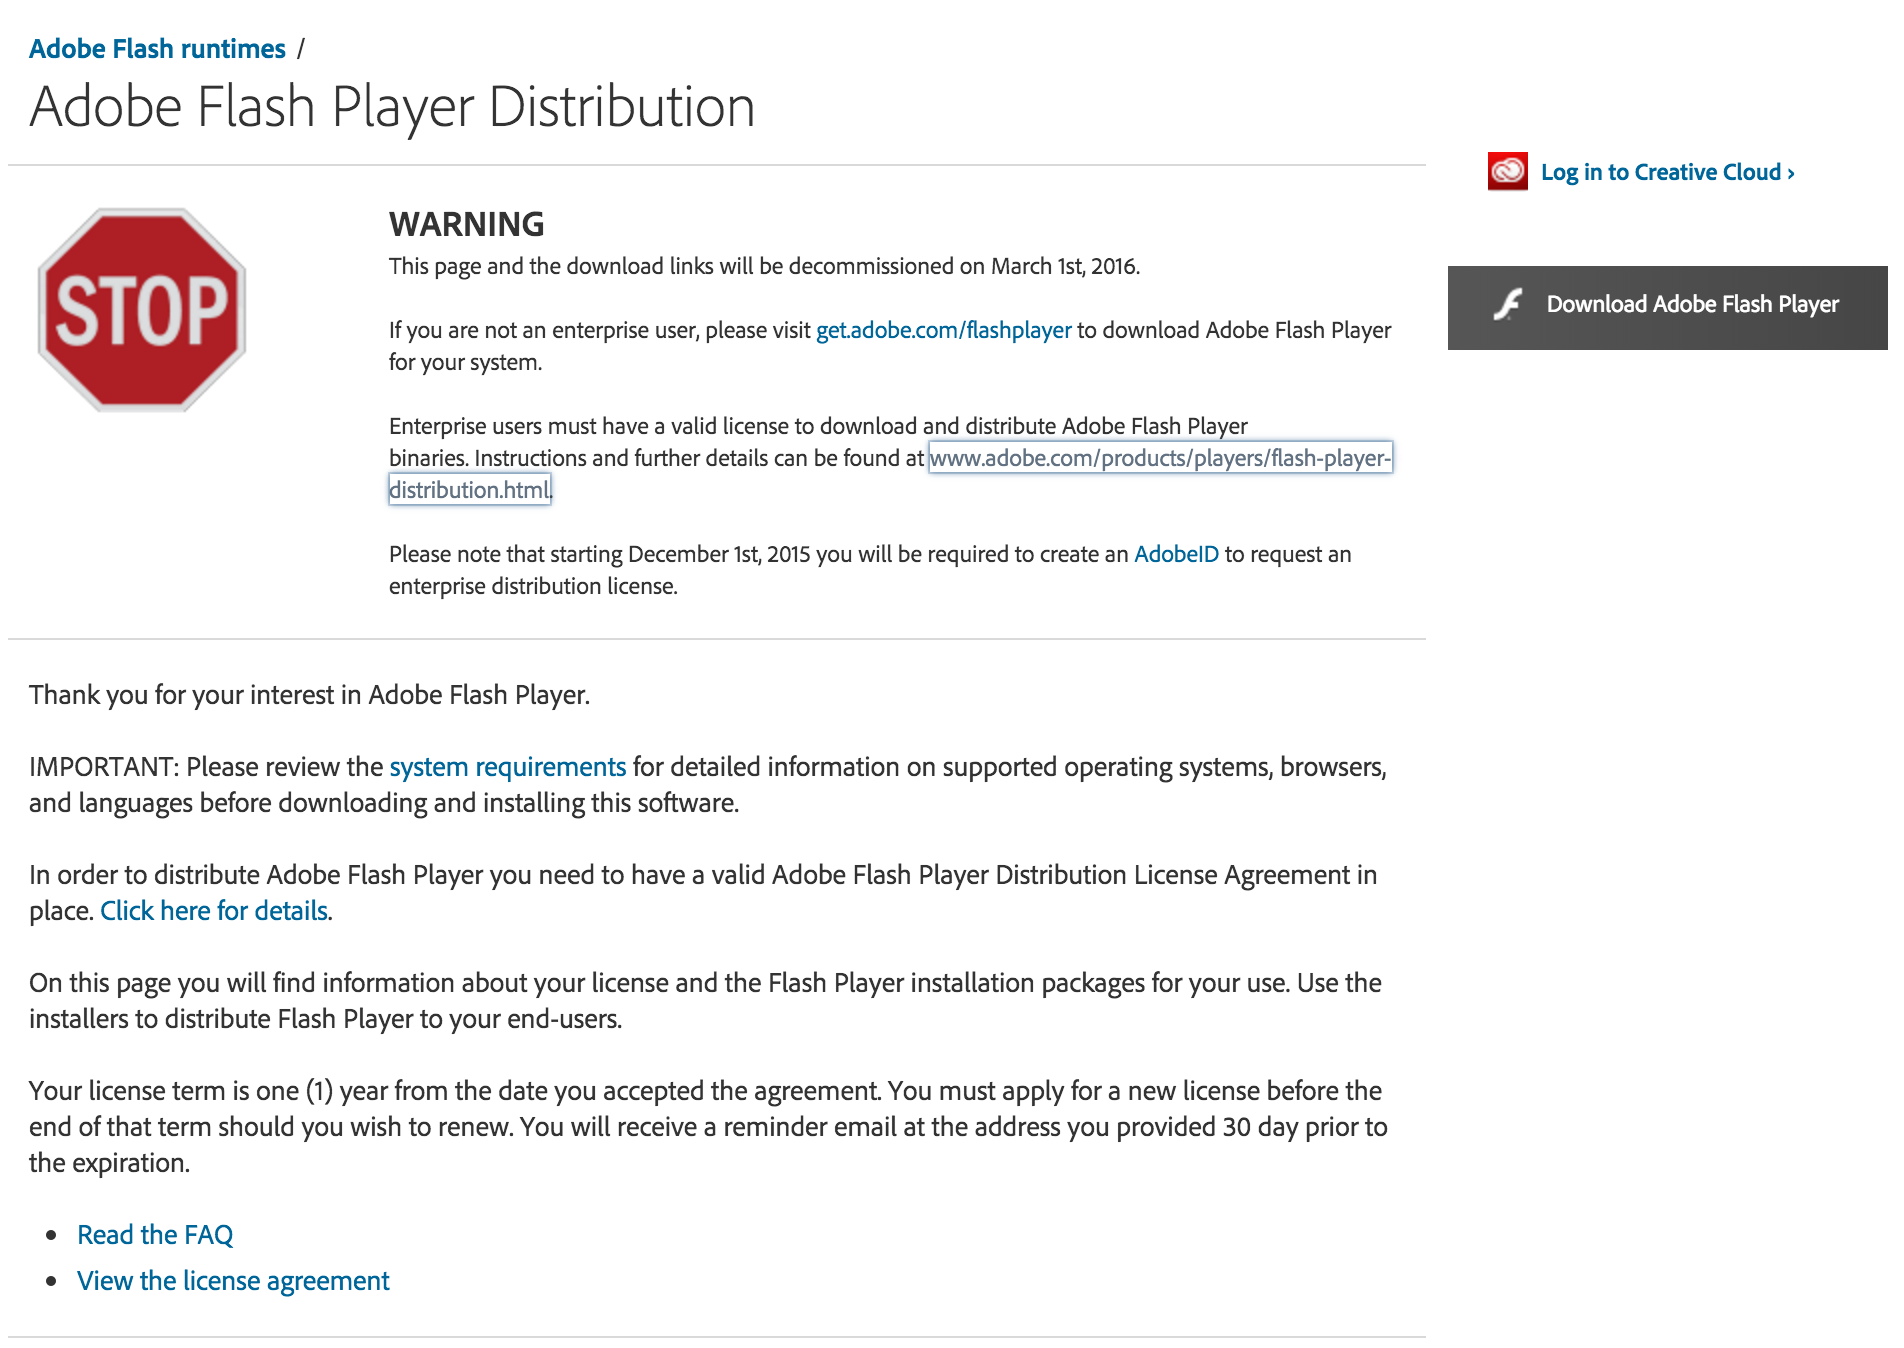 Adobe Flash runtimes /
Adobe Flash Player Distribution
Log in to Creative Cloud ›
Download Adobe Flash Player
STOP
WARNING
This page and the download links will be decommissioned on March 1st, 2016.
If you are not an enterprise user, please visit get.adobe.com/flashplayer to download Adobe Flash Player
for your system.
Enterprise users must have a valid license to download and distribute Adobe Flash Player
binaries. Instructions and further details can be found at www.adobe.com/products/players/flash-player-
distribution.html.
Please note that starting December 1st, 2015 you will be required to create an AdobeID to request an
enterprise distribution license.
Thank you for your interest in Adobe Flash Player.
IMPORTANT: Please review the system requirements for detailed information on supported operating systems, browsers,
and languages before downloading and installing this software.
In order to distribute Adobe Flash Player you need to have a valid Adobe Flash Player Distribution License Agreement in
place. Click here for details.
On this page you will find information about your license and the Flash Player installation packages for your use. Use the
installers to distribute Flash Player to your end-users.
Your license term is one (1) year from the date you accepted the agreement. You must apply for a new license before the
end of that term should you wish to renew. You will receive a reminder email at the address you provided 30 day prior to
the expiration.
• Read the FAQ
• View the license agreement